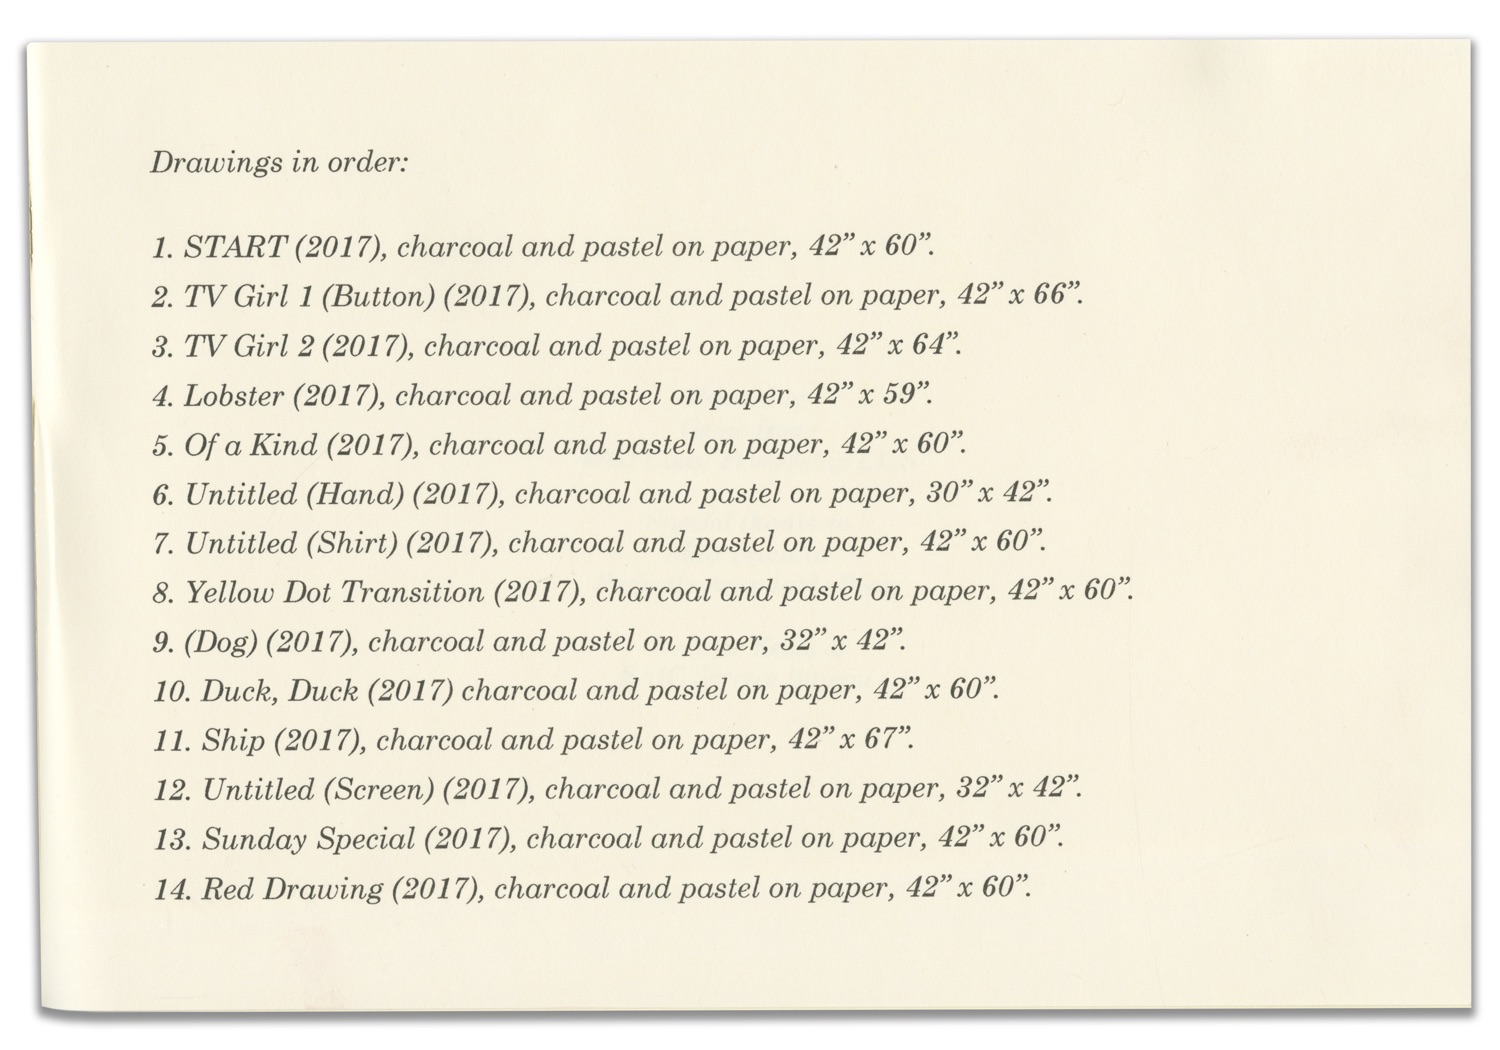 Drawings in order:
1. START (2017), charcoal and pastel on paper, 42” x 60”.
2. TV Girl 1 (Button) (2017), charcoal and pastel on paper, 42” x 66”.
3. TV Girl 2 (2017), charcoal and pastel on paper, 42” x 64”.
4. Lobster (2017), charcoal and pastel on paper, 42” x 59”.
5. Of a Kind (2017), charcoal and pastel on paper, 42” x 60”.
6. Untitled (Hand) (2017), charcoal and pastel on paper, 30” x 42”.
7. Untitled (Shirt) (2017), charcoal and pastel on paper, 42” x 60”.
8. Yellow Dot Transition (2017), charcoal and pastel on paper, 42” x 60”.
9. (Dog) (2017), charcoal and pastel on paper, 32” x 42”.
10. Duck, Duck (2017) charcoal and pastel on paper, 42” x 60”.
11. Ship (2017), charcoal and pastel on paper, 42” x 67”.
12. Untitled (Screen) (2017), charcoal and pastel on paper, 32” x 42”.
13. Sunday Special (2017), charcoal and pastel on paper, 42” x 60”.
14. Red Drawing (2017), charcoal and pastel on paper, 42” x 60”.